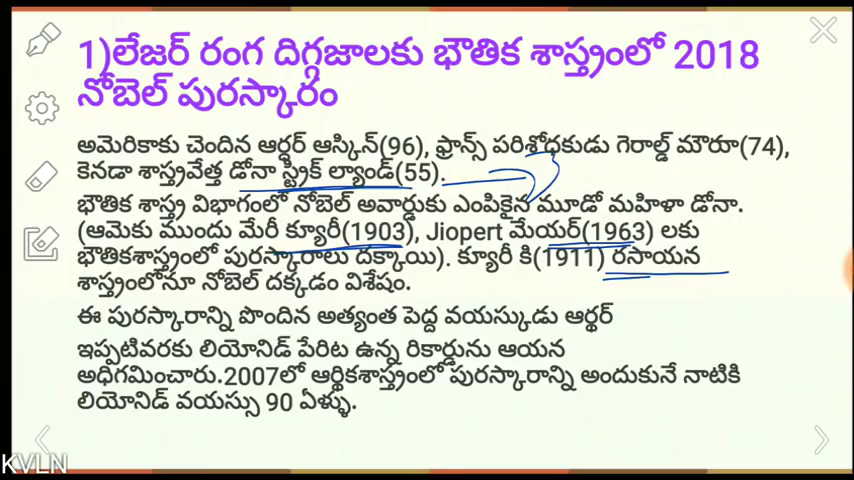 1)లేజర్ రంగ దిగ్గజాలకు భౌతిక శాస్త్రంలో 2018
నోబెల్ పురస్కారం
అమెరికాకు చెందిన ఆర్థర్ ఆస్కిన్(96), ఫ్రాన్స్ పరిశోధకుడు గెరాల్డ్ మౌరూ(74),
కెనడా శాస్త్రవేత్త డోనా స్ట్రిక్ ల్యాండ్(55).
భౌతిక శాస్త్ర విభాగంలో నోబెల్ అవార్డుకు ఎంపికైన మూడో మహిళా డోనా.
(ఆమెకు ముందు మేరీ క్యూరీ(1903), Jiopert మేయర్(1963) లకు
భౌతికశాస్త్రంలో పురస్కారాలు దక్కాయి). క్యూరీ కి(1911) రసాయన
శాస్త్రంలోనూ నోబెల్ దక్కడం విశేషం.
ఈ పురస్కారాన్ని పొందిన అత్యంత పెద్ద వయస్కుడు ఆర్థర్
ఇప్పటివరకు లియోనిడ్ పేరిట ఉన్న రికార్డును ఆయన
అధిగమించారు.2007లో ఆర్థికశాస్త్రంలో పురస్కారాన్ని అందుకునే నాటికి
లియోనిడ్ వయస్సు 90 ఏళ్ళు.
KVLN